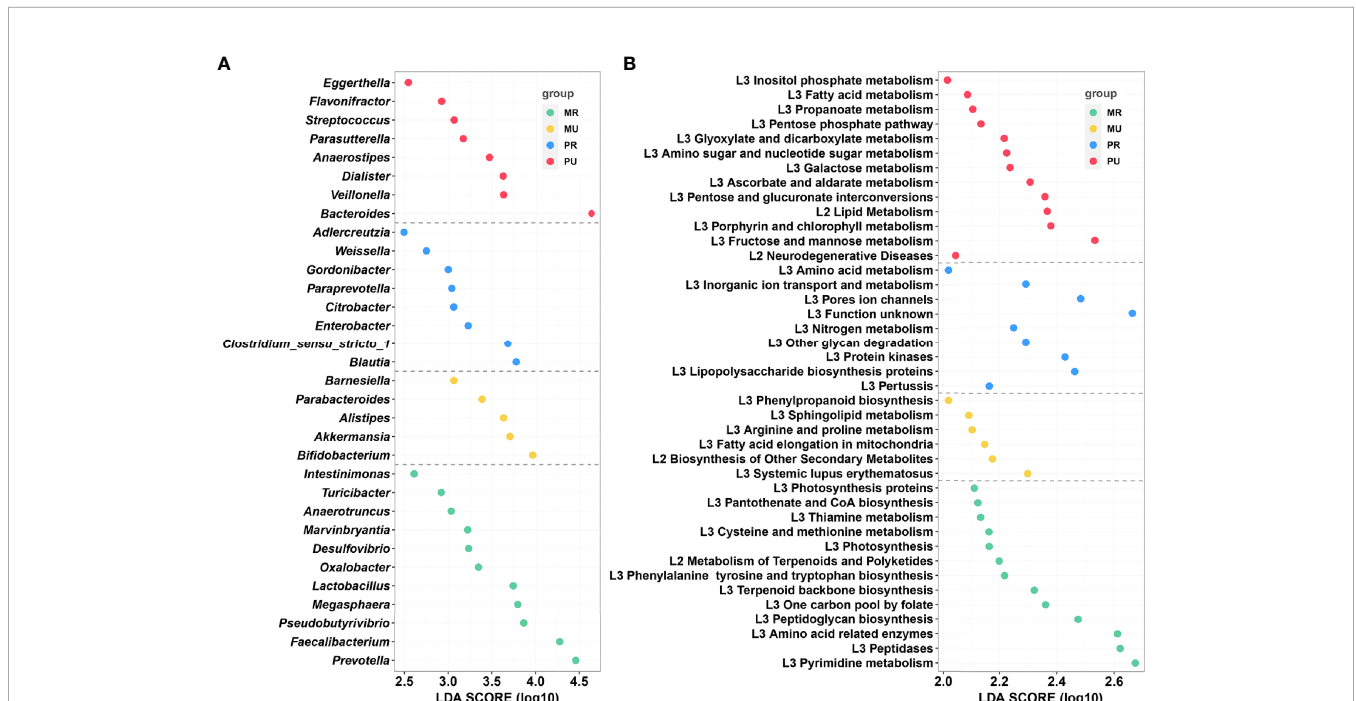 A
Eggerthella
Flavonifractor
Streptococcus
Parasutterella
Anaerostipes
Dialister
Veillonella
Bacteroides
Adlercreutzia
Weissella
Gordonibacter
Paraprevotella
Citrobacter
Enterobacter
Clostridium_sensu_stricto_1
Blautia
Barnesiella
Parabacteroides
Alistipes
Akkermansia
Bifidobacterium
Intestinimonas
Turicibacter
Anaerotruncus
Marvinbryantia
Desulfovibrio
Oxalobacter
Lactobacillus
Megasphaera
Pseudobutyrivibrio
Faecalibacterium
Prevotella
group
MR
MU
PR
PU
2.5 3.0 3.5 4.0 4.5
LDA SCORE (log10)
B
L3 Inositol phosphate metabolism
L3 Fatty acid metabolism
L3 Propanoate metabolism
L3 Pentose phosphate pathway
L3 Glyoxylate and dicarboxylate metabolism
L3 Amino sugar and nucleotide sugar metabolism
L3 Galactose metabolism
L3 Ascorbate and aldarate metabolism
L3 Pentose and glucuronate interconversions
L2 Lipid Metabolism
L3 Porphyrin and chlorophyll metabolism
L3 Fructose and mannose metabolism
L2 Neurodegenerative Diseases
L3 Amino acid metabolism
L3 Inorganic ion transport and metabolism
L3 Pores ion channels
L3 Function unknown
L3 Nitrogen metabolism
L3 Other glycan degradation
L3 Protein kinases
L3 Lipopolysaccharide biosynthesis proteins
L3 Pertussis
L3 Phenylpropanoid biosynthesis
L3 Sphingolipid metabolism
L3 Arginine and proline metabolism
L3 Fatty acid elongation in mitochondria
L2 Biosynthesis of Other Secondary Metabolites
L3 Systemic lupus erythematosus
L3 Photosynthesis proteins
L3 Pantothenate and CoA biosynthesis
L3 Thiamine metabolism
L3 Cysteine and methionine metabolism
L3 Photosynthesis
L2 Metabolism of Terpenoids and Polyketides
L3 Phenylalanine tyrosine and tryptophan biosynthesis
L3 Terpenoid backbone biosynthesis
L3 One carbon pool by folate
L3 Peptidoglycan biosynthesis
L3 Amino acid related enzymes
L3 Peptidases
L3 Pyrimidine metabolism
group
MR
MU
PR
PU
2.0 2.2 2.4 2.6
LDA SCORE (log10)